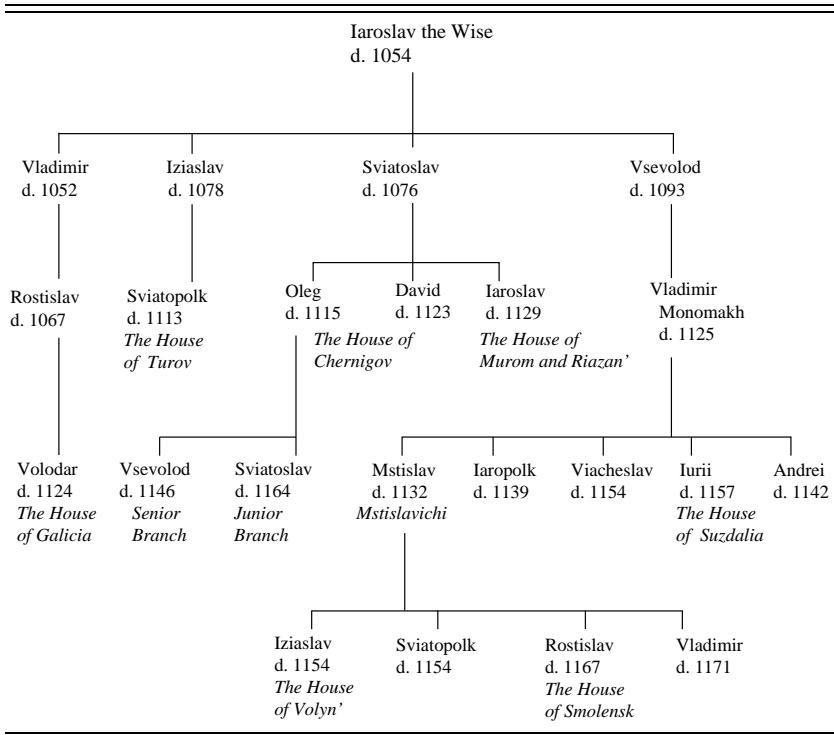 Iaroslav the Wise
d. 1054
Vladimir
d. 1052
Iziaslav
d. 1078
Sviatoslav
d. 1076
Vsevolod
d. 1093
Rostislav
d. 1067
Sviatopolk
d. 1113
The House
of Turov
Oleg
d. 1115
David
d. 1123
The House of
Chernigov
Iaroslav
d. 1129
The House of
Murom and Riazan’
Vladimir
Monomakh
d. 1125
Volodar
d. 1124
The House
of Galicia
Vsevolod
d. 1146
Senior
Branch
Sviatoslav
d. 1164
Junior
Branch
Mstislav
d. 1132
Mstislavichi
Iaropolk
d. 1139
Viacheslav
d. 1154
Iurii
d. 1157
The House
of Suzdalia
Andrei
d. 1142
Iziaslav
d. 1154
The House
of Volyn’
Sviatopolk
d. 1154
Rostislav
d. 1167
The House
of Smolensk
Vladimir
d. 1171